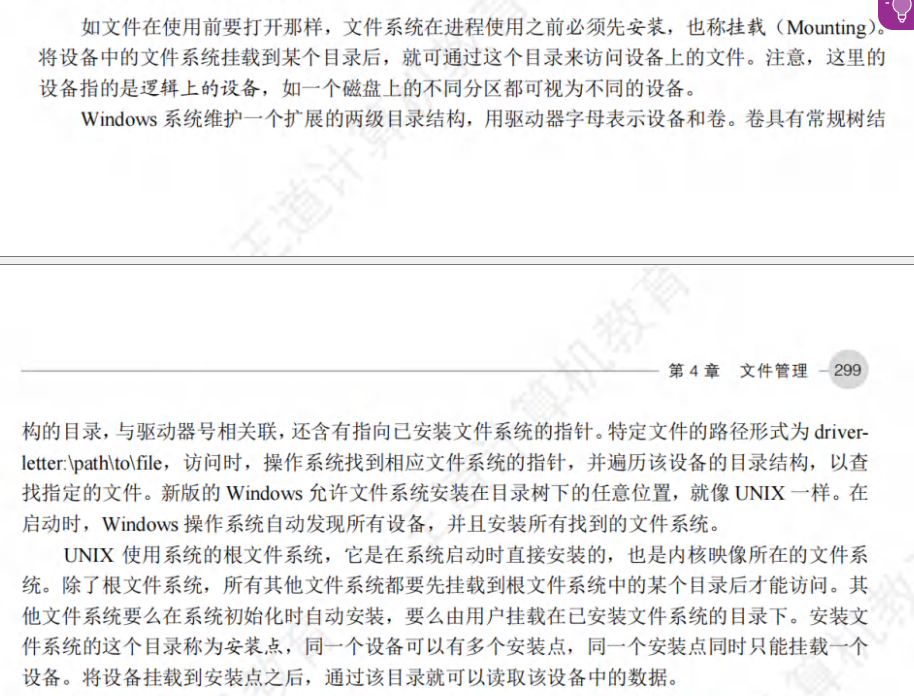 如文件在使用前要打开那样，文件系统在进程使用之前必须先安装，也称挂载（Mounting）。
将设备中的文件系统挂载到某个目录后，就可通过这个目录来访问设备上的文件。注意，这里的
设备指的是逻辑上的设备，如一个磁盘上的不同分区都可视为不同的设备。
Windows 系统维护一个扩展的两级目录结构，用驱动器字母表示设备和卷。卷具有常规树结
王道计算机教育
第 4 章 文件管理 299
构的目录，与驱动器号相关联，还含有指向已安装文件系统的指针。特定文件的路径形式为 driver-
letter:\path\to\file，访问时，操作系统找到相应文件系统的指针，并遍历该设备的目录结构，以查
找指定的文件。新版的 Windows 允许文件系统安装在目录树下的任意位置，就像 UNIX 一样。在
启动时，Windows 操作系统自动发现所有设备，并且安装所有找到的文件系统。
UNIX 使用系统的根文件系统，它是在系统启动时直接安装的，也是内核映像所在的文件系
统。除了根文件系统，所有其他文件系统都要先挂载到根文件系统中的某个目录后才能访问。其
他文件系统要么在系统初始化时自动安装，要么由用户挂载在已安装文件系统的目录下。安装文
件系统的这个目录称为安装点，同一个设备可以有多个安装点，同一个安装点同时只能挂载一个
设备。将设备挂载到安装点之后，通过该目录就可以读取该设备中的数据。